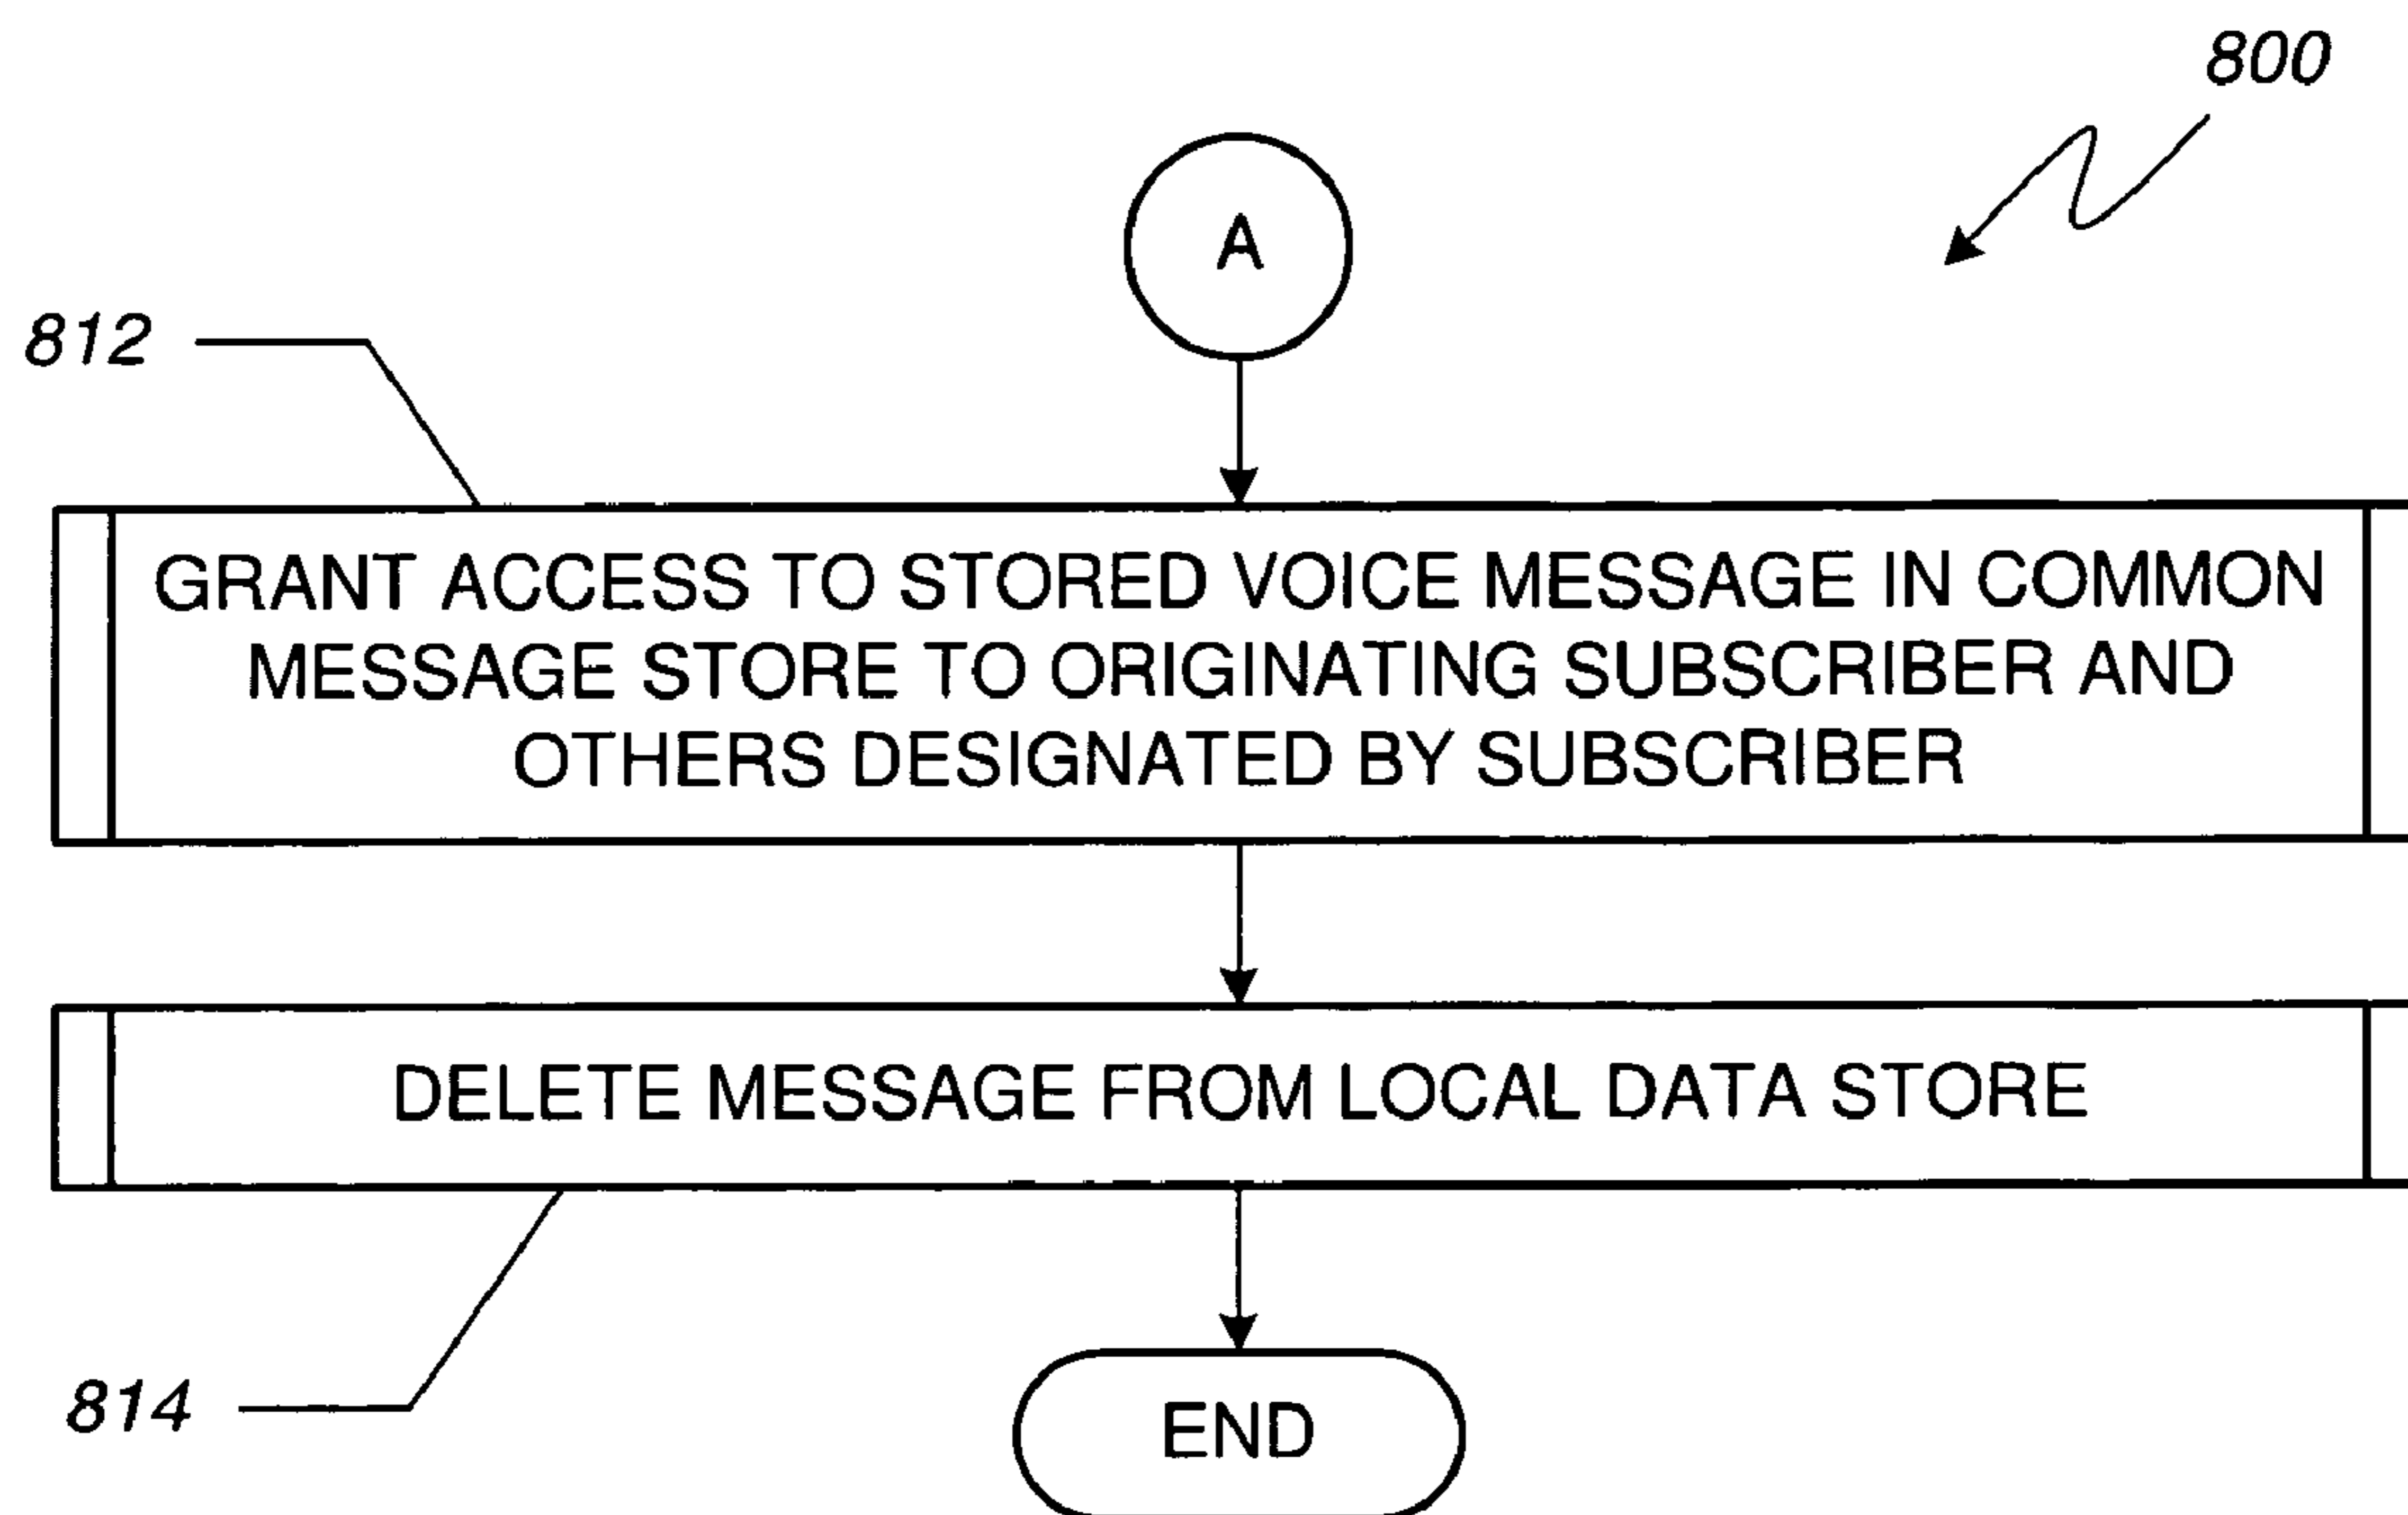 800
A
812
GRANT ACCESS TO STORED VOICE MESSAGE IN COMMON
MESSAGE STORE TO ORIGINATING SUBSCRIBER AND
OTHERS DESIGNATED BY SUBSCRIBER
DELETE MESSAGE FROM LOCAL DATA STORE
814
END